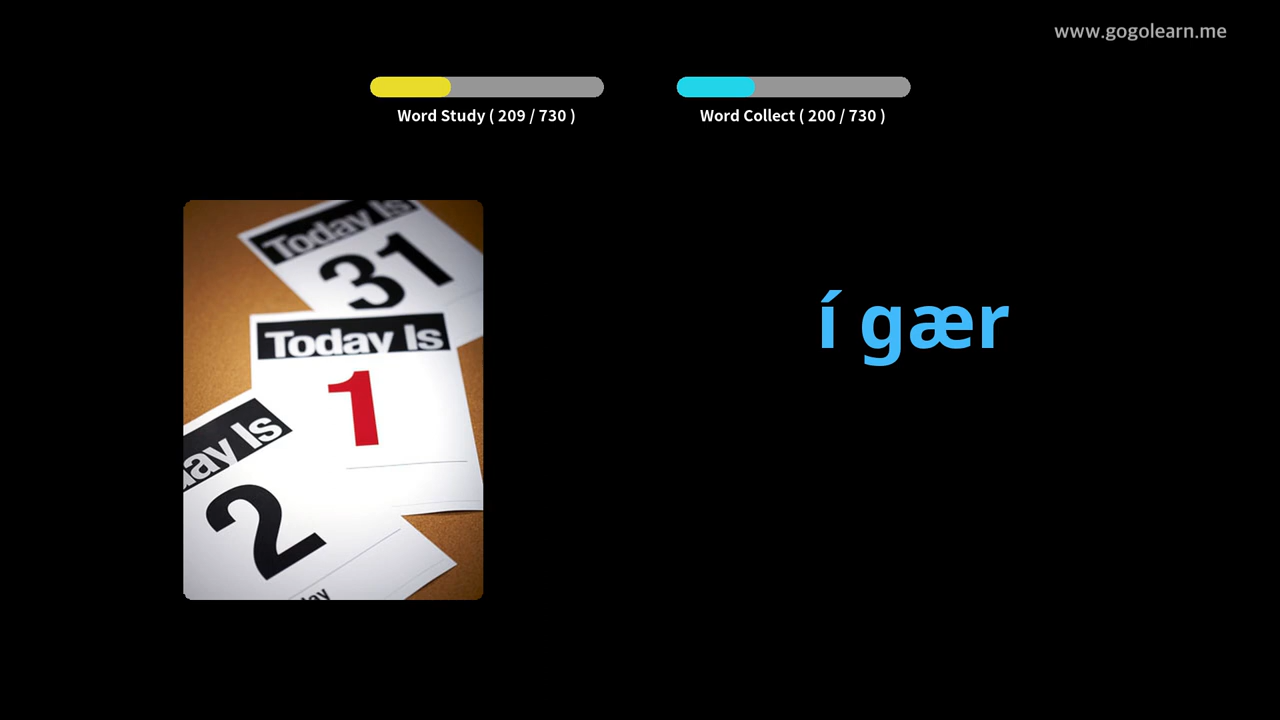 www.gogolearn.me
Word Study ( 209 / 730 )
Word Collect ( 200 / 730 )
Today Is
31
Today Is
1
í gær
ay Is
2